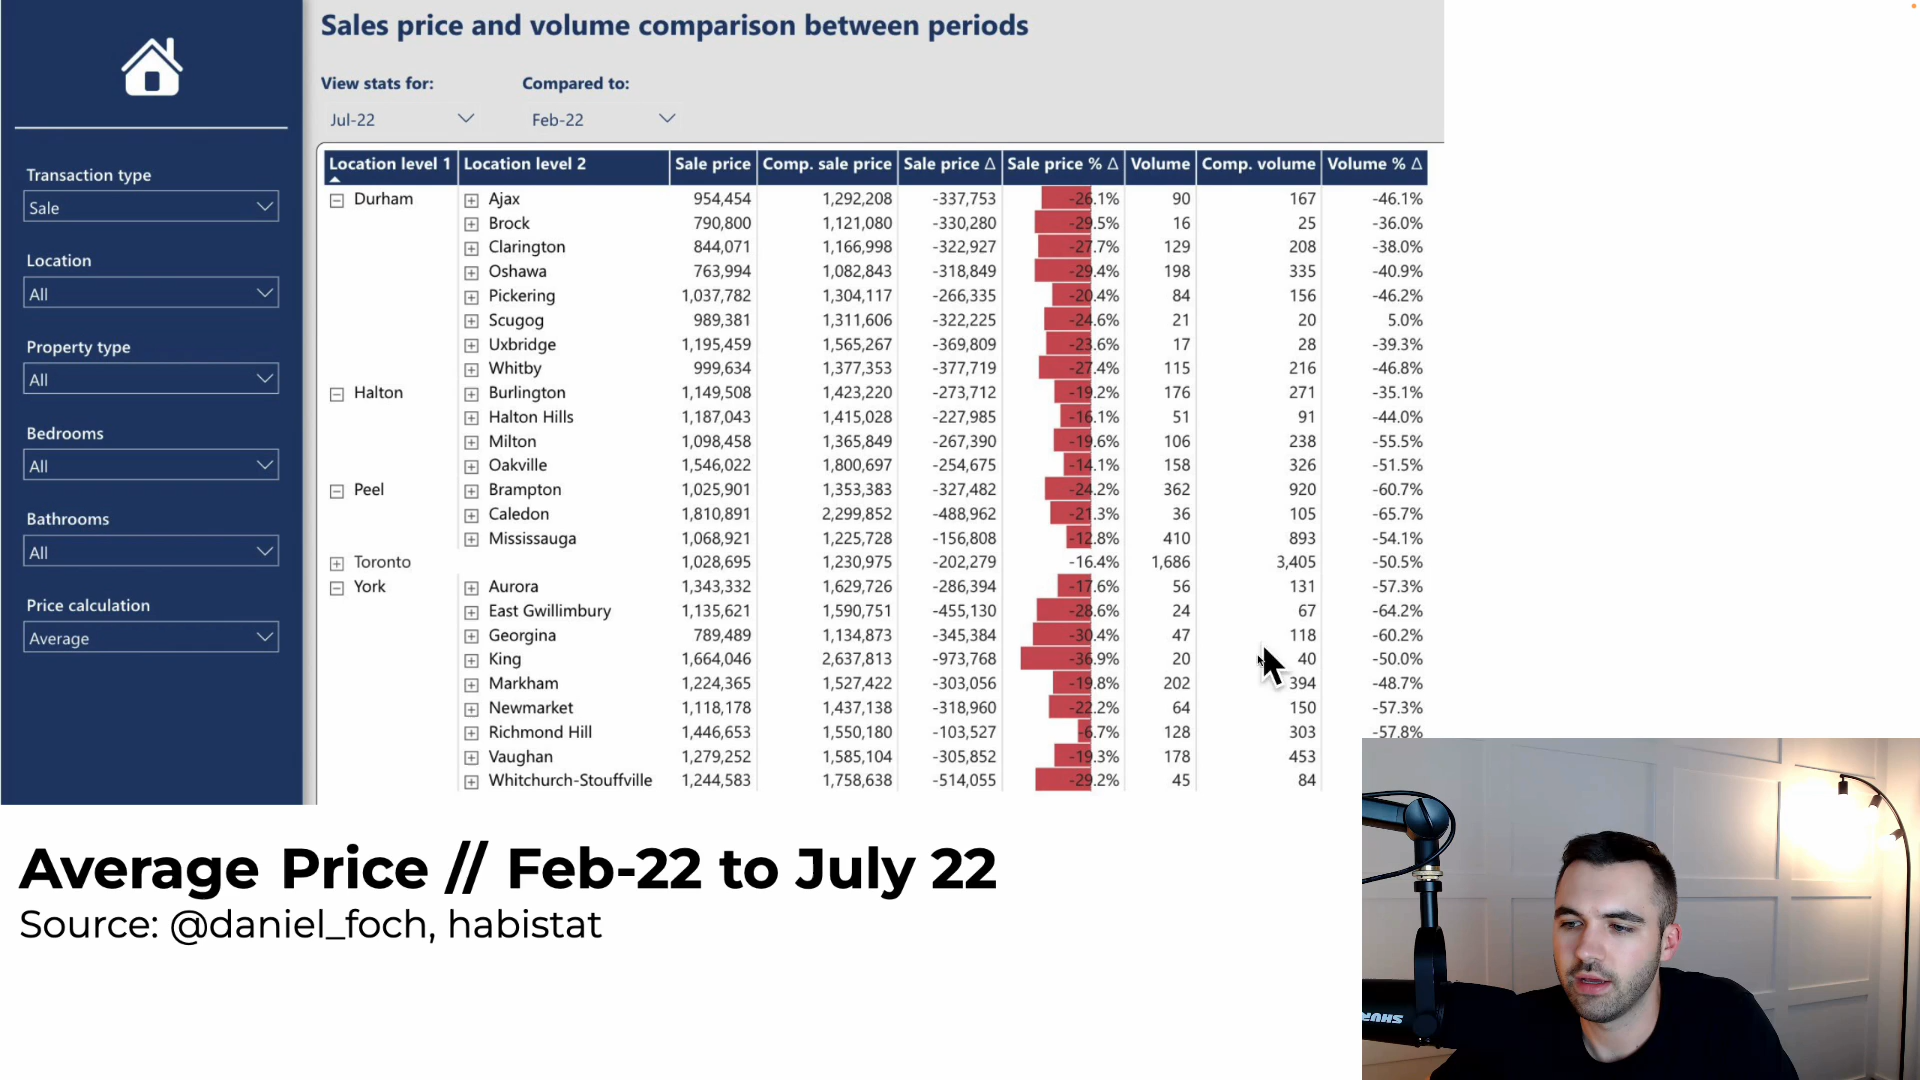 Sales price and volume comparison between periods
View stats for: Compared to:
Jul-22 Feb-22
Transaction type
Sale
Location
All
Property type
All
Bedrooms
All
Bathrooms
All
Price calculation
Average
Location level 1 Location level 2 Sale price Comp. sale price Sale price Δ Sale price % Δ Volume Comp. volume Volume % Δ
Durham Ajax 954,454 1,292,208 -337,753 -26.1% 90 167 -46.1%
Brock 790,800 1,121,080 -330,280 -29.5% 16 25 -36.0%
Clarington 844,071 1,166,998 -322,927 -27.7% 129 208 -38.0%
Oshawa 763,994 1,082,843 -318,849 -29.4% 198 335 -40.9%
Pickering 1,037,782 1,304,117 -266,335 -20.4% 84 156 -46.2%
Scugog 989,381 1,311,606 -322,225 -24.6% 21 20 5.0%
Uxbridge 1,195,459 1,565,267 -369,809 -23.6% 17 28 -39.3%
Whitby 999,634 1,377,353 -377,719 -27.4% 115 216 -46.8%
Halton Burlington 1,149,508 1,423,220 -273,712 -19.2% 176 271 -35.1%
Halton Hills 1,187,043 1,415,028 -227,985 -16.1% 51 91 -44.0%
Milton 1,098,458 1,365,849 -267,390 -19.6% 106 238 -55.5%
Oakville 1,546,022 1,800,697 -254,675 -14.1% 158 326 -51.5%
Peel Brampton 1,025,901 1,353,383 -327,482 -24.2% 362 920 -60.7%
Caledon 1,810,891 2,299,852 -488,962 -21.3% 36 105 -65.7%
Mississauga 1,068,921 1,225,728 -156,808 -12.8% 410 893 -54.1%
Toronto 1,028,695 1,230,975 -202,279 -16.4% 1,686 3,405 -50.5%
York Aurora 1,343,332 1,629,726 -286,394 -17.6% 56 131 -57.3%
East Gwillimbury 1,135,621 1,590,751 -455,130 -28.6% 24 67 -64.2%
Georgina 789,489 1,134,873 -345,384 -30.4% 47 118 -60.2%
King 1,664,046 2,637,813 -973,768 -36.9% 20 40 -50.0%
Markham 1,224,365 1,527,422 -303,056 -19.8% 202 394 -48.7%
Newmarket 1,118,178 1,437,138 -318,960 -22.2% 64 150 -57.3%
Richmond Hill 1,446,653 1,550,180 -103,527 -6.7% 128 303 -57.8%
Vaughan 1,279,252 1,585,104 -305,852 -19.3% 178 453
Whitchurch-Stouffville 1,244,583 1,758,638 -514,055 -29.2% 45 84
Average Price // Feb-22 to July 22
Source: @daniel_foch, habistat
SHURE